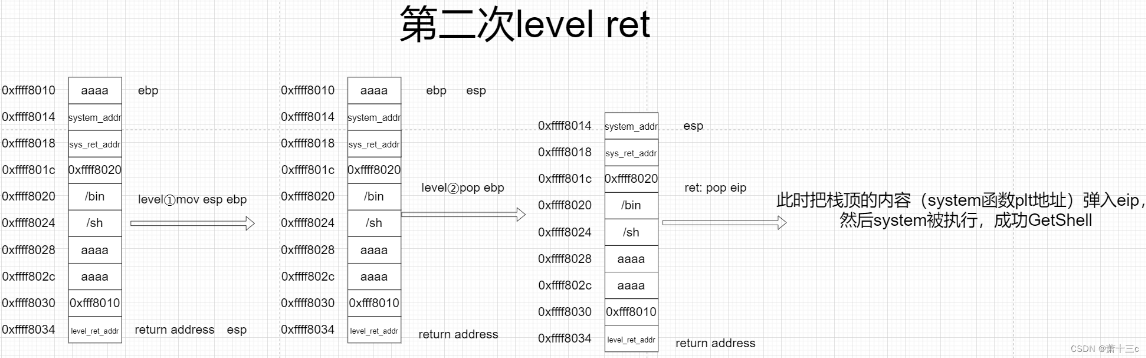 第二次level ret
0xffff8010 aaaa ebp
0xffff8014 system_addr
0xffff8018 sys_ret_addr
0xffff801c 0xffff8020
0xffff8020 /bin
0xffff8024 /sh
0xffff8028 aaaa
0xffff802c aaaa
0xffff8030 0xfff8010
0xffff8034 level_ret_addr return address esp
level①mov esp ebp
0xffff8010 aaaa ebp esp
0xffff8014 system_addr
0xffff8018 sys_ret_addr
0xffff801c 0xffff8020
0xffff8020 /bin
0xffff8024 /sh
0xffff8028 aaaa
0xffff802c aaaa
0xffff8030 0xfff8010
0xffff8034 level_ret_addr return address
level②pop ebp
0xffff8014 system_addr esp
0xffff8018 sys_ret_addr
0xffff801c 0xffff8020
0xffff8020 /bin
0xffff8024 /sh
0xffff8028 aaaa
0xffff802c aaaa
0xffff8030 0xfff8010
0xffff8034 level_ret_addr return address
ret: pop eip
此时把栈顶的内容（system函数plt地址）弹入eip，
然后system被执行，成功GetShell
CSDN @萧十三c